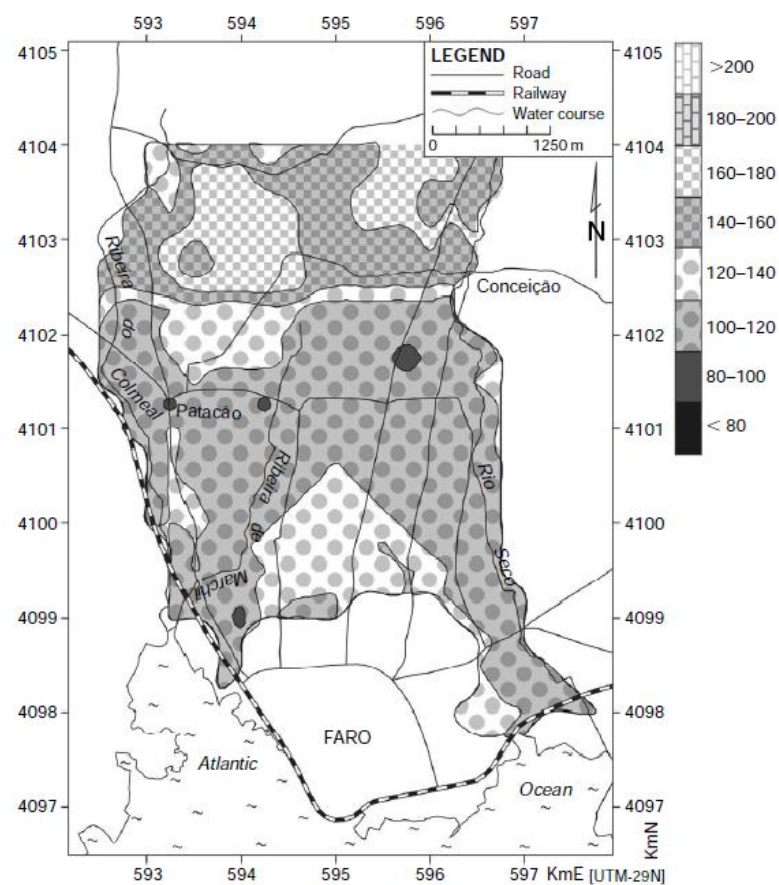 593 594 595 596 597
4105
4104
4103
4102
4101
4100
4099
4098
4097
LEGEND
Road
Railway
Water course
0 1250 m
N
Ribeira do Colmeal
Conceição
Patacão
Ribeira de Marchil
Rio Seco
FARO
Atlantic
Ocean
4105
4104
4103
4102
4101
4100
4099
4098
4097
KmN
593 594 595 596 597 KmE [UTM-29N]
>200
180–200
160–180
140–160
120–140
100–120
80–100
< 80